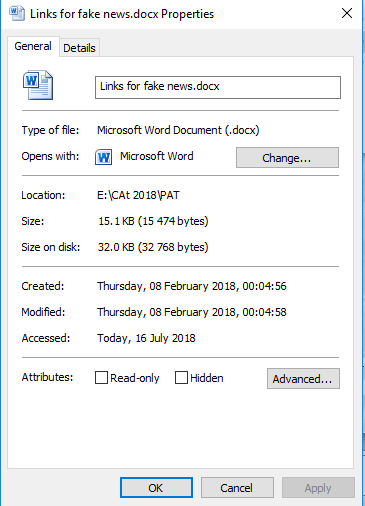 Links for fake news.docx Properties
General Details
Links for fake news.docx
Type of file: Microsoft Word Document (.docx)
Opens with: Microsoft Word Change...
Location: E:\CAt 2018\PAT
Size: 15.1 KB (15 474 bytes)
Size on disk: 32.0 KB (32 768 bytes)
Created: Thursday, 08 February 2018, 00:04:56
Modified: Thursday, 08 February 2018, 00:04:58
Accessed: Today, 16 July 2018
Attributes: Read-only Hidden Advanced...
OK Cancel Apply